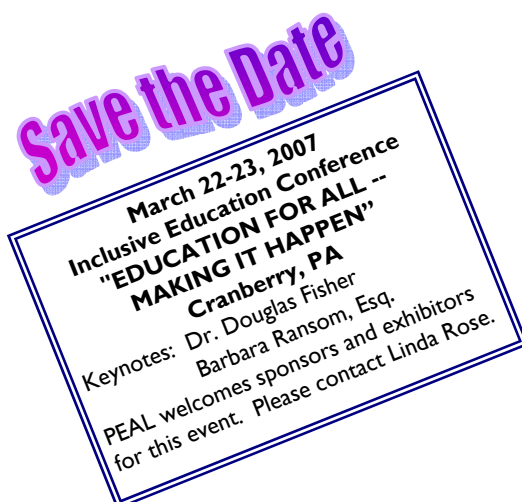 Save the Date
March 22-23, 2007
Inclusive Education Conference
"EDUCATION FOR ALL --
MAKING IT HAPPEN”
Cranberry, PA
Keynotes: Dr. Douglas Fisher
Barbara Ransom, Esq.
PEAL welcomes sponsors and exhibitors
for this event. Please contact Linda Rose.